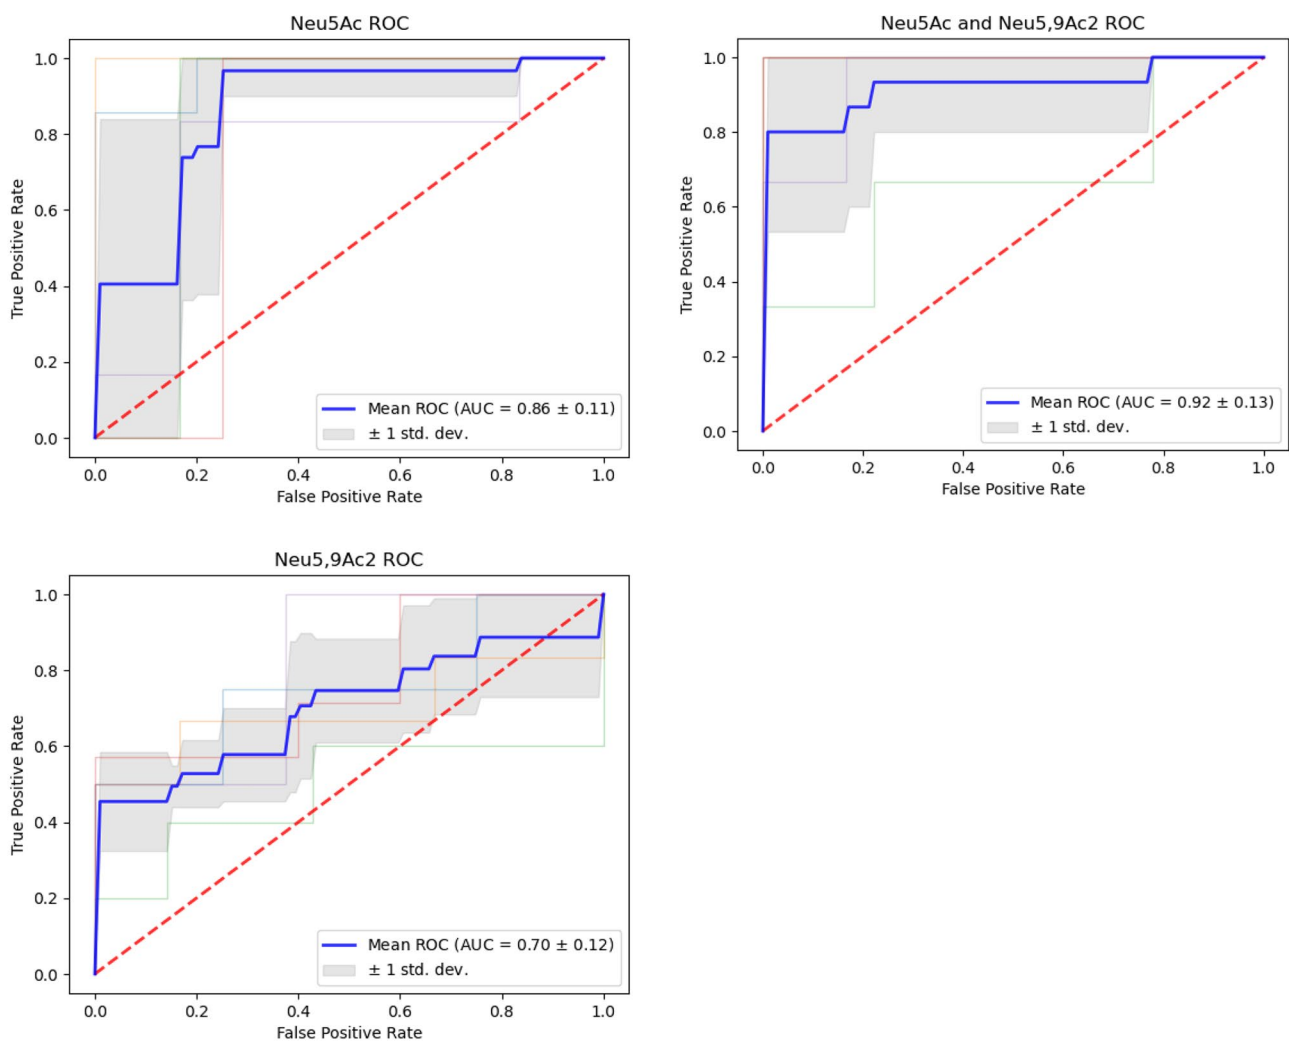 Neu5Ac ROC
1.0
0.8
0.6
0.4
0.2
0.0
True Positive Rate
0.0 0.2 0.4 0.6 0.8 1.0
False Positive Rate
Mean ROC (AUC = 0.86 ± 0.11)
± 1 std. dev.
Neu5Ac and Neu5,9Ac2 ROC
1.0
0.8
0.6
0.4
0.2
0.0
True Positive Rate
0.0 0.2 0.4 0.6 0.8 1.0
False Positive Rate
Mean ROC (AUC = 0.92 ± 0.13)
± 1 std. dev.
Neu5,9Ac2 ROC
1.0
0.8
0.6
0.4
0.2
0.0
True Positive Rate
0.0 0.2 0.4 0.6 0.8 1.0
False Positive Rate
Mean ROC (AUC = 0.70 ± 0.12)
± 1 std. dev.